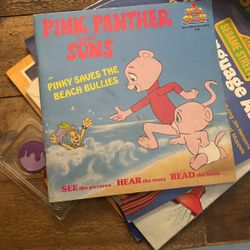 PINK PANTHER
and
SONS
in
PINKY SAVES THE
BEACH BULLIES
SEE the pictures HEAR the story READ the book
SESAME STREET